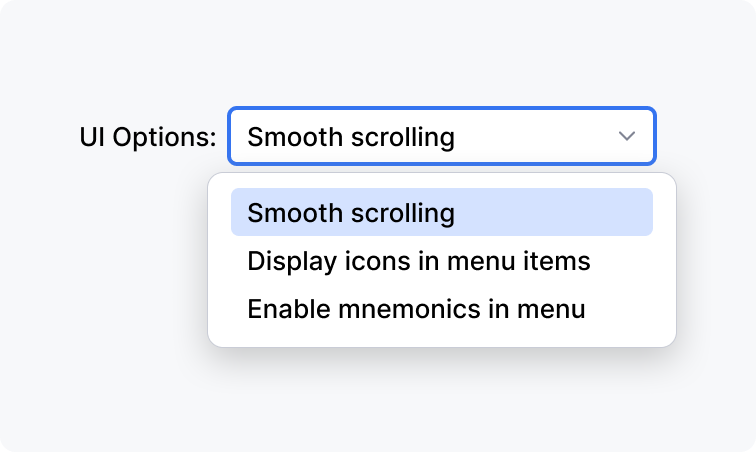 UI Options: Smooth scrolling
Smooth scrolling
Display icons in menu items
Enable mnemonics in menu